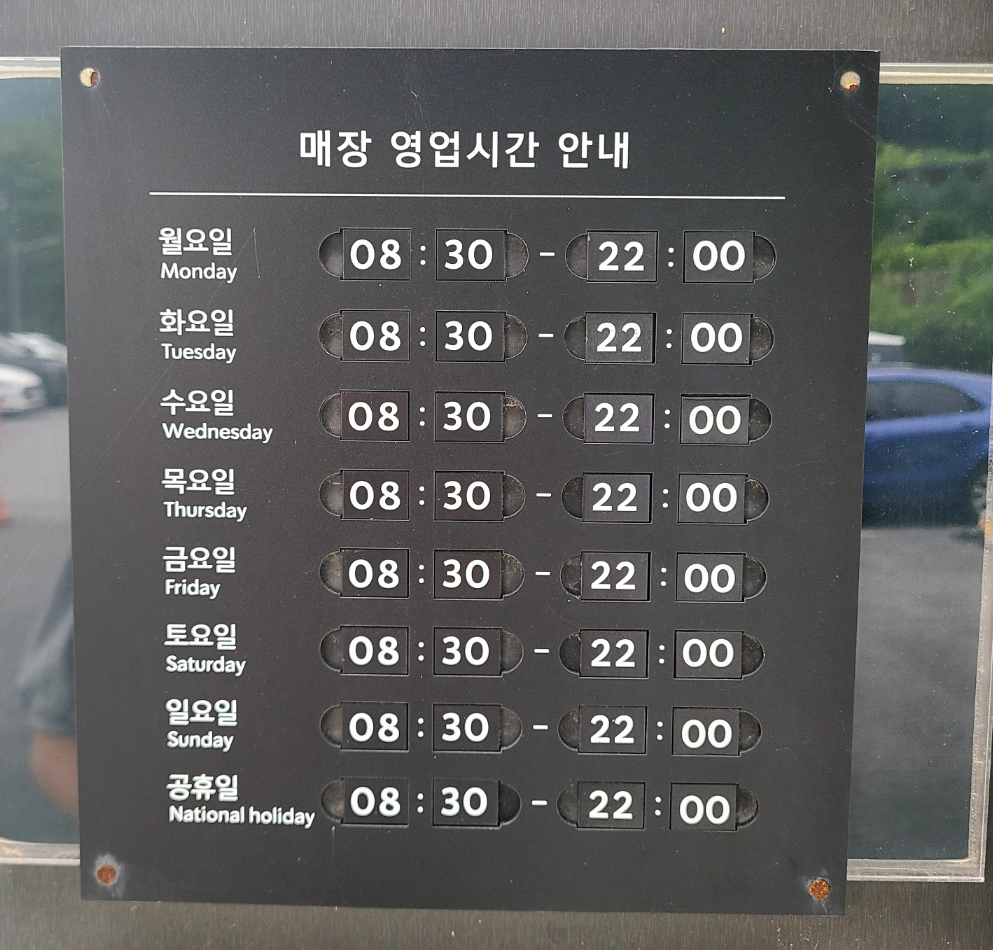 매장 영업시간 안내
월요일 08 : 30 – 22 : 00
Monday
화요일 08 : 30 – 22 : 00
Tuesday
수요일 08 : 30 – 22 : 00
Wednesday
목요일 08 : 30 – 22 : 00
Thursday
금요일 08 : 30 – 22 : 00
Friday
토요일 08 : 30 – 22 : 00
Saturday
일요일 08 : 30 – 22 : 00
Sunday
공휴일 08 : 30 – 22 : 00
National holiday